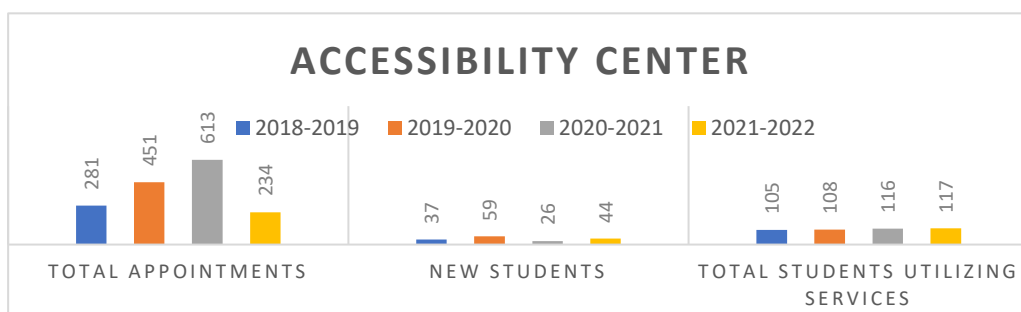 ACCESSIBILITY CENTER
2018-2019 2019-2020 2020-2021 2021-2022
281 451 613 234
37 59 26 44
105 108 116 117
TOTAL APPOINTMENTS NEW STUDENTS TOTAL STUDENTS UTILIZING
SERVICES